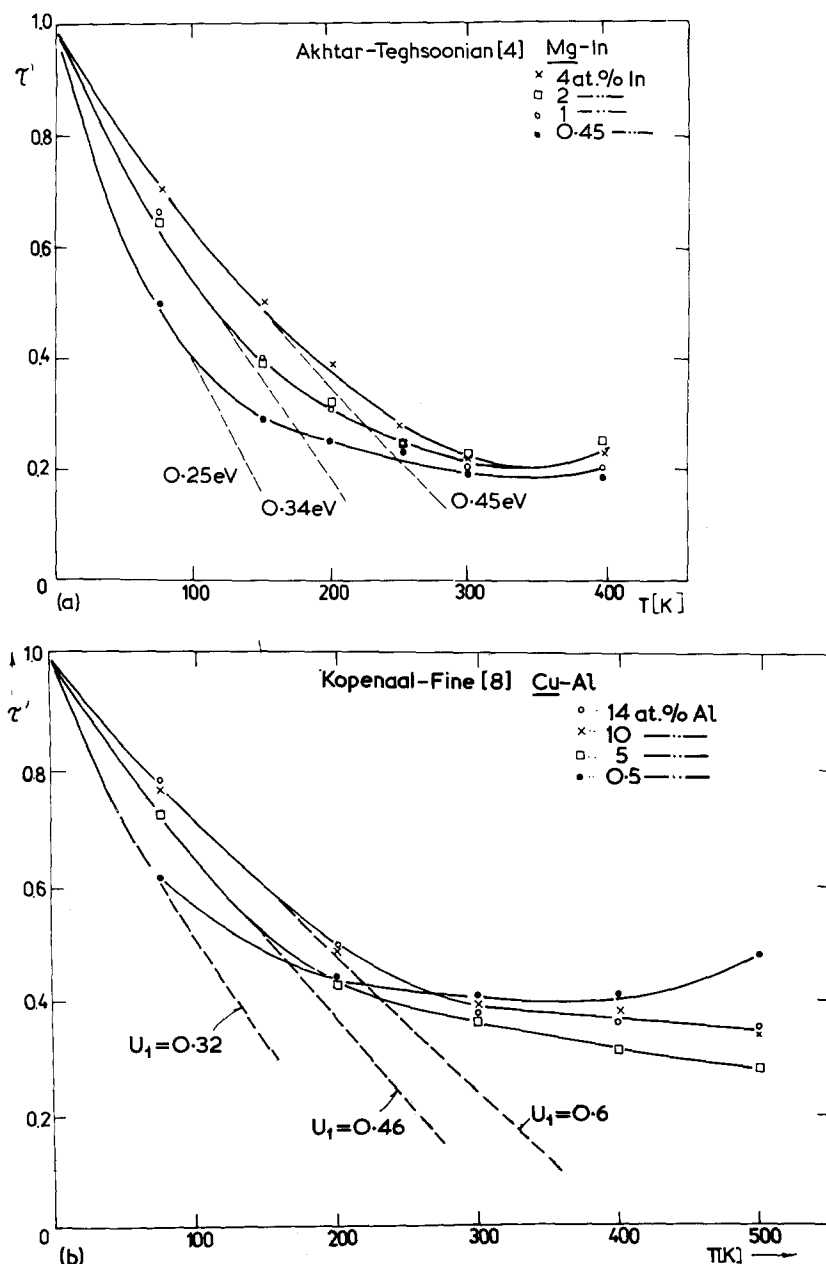 1.0
Akhtar-Teghsoonian [4] Mg-In
τ'
× 4 at.% In
□ 2 —··—
○ 1 —··—
● 0.45 —··—
0.8
0.6
0.4
0.25eV
0.34eV
0.45eV
0.2
0
100 200 300 400
(a) T[K]
1.0
Kopenaal-Fine [8] Cu-Al
τ'
○ 14 at.% Al
× 10 —··—
□ 5 —··—
● 0.5 —··—
0.8
0.6
0.4
U₁=0.32
U₁=0.46
U₁=0.6
0.2
0
100 200 300 400 500
(b) T[K]